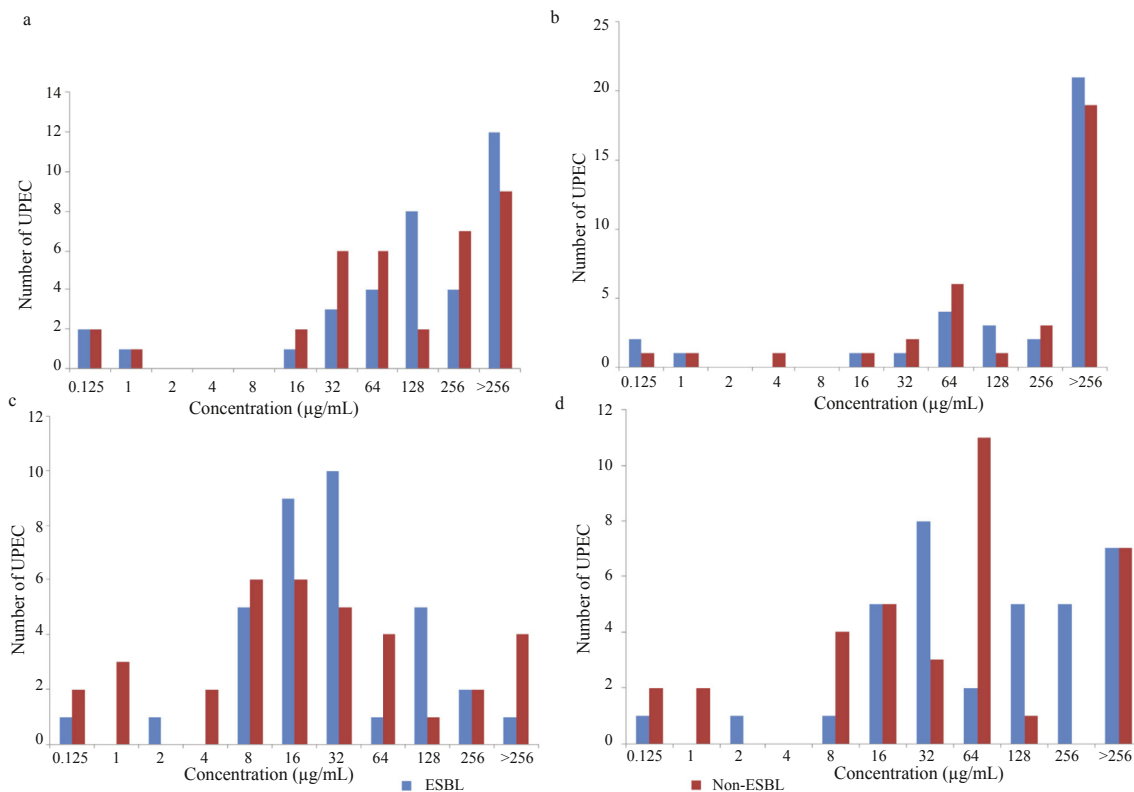 a
14
12
10
8
6
4
2
0
Number of UPEC
0.125 1 2 4 8 16 32 64 128 256 >256
Concentration (µg/mL)
b
25
20
15
10
5
0
Number of UPEC
0.125 1 2 4 8 16 32 64 128 256 >256
Concentration (µg/mL)
c
12
10
8
6
4
2
0
Number of UPEC
0.125 1 2 4 8 16 32 64 128 256 >256
Concentration (µg/mL)
d
12
10
8
6
4
2
0
Number of UPEC
0.125 1 2 4 8 16 32 64 128 256 >256
Concentration (µg/mL)
ESBL
Non-ESBL